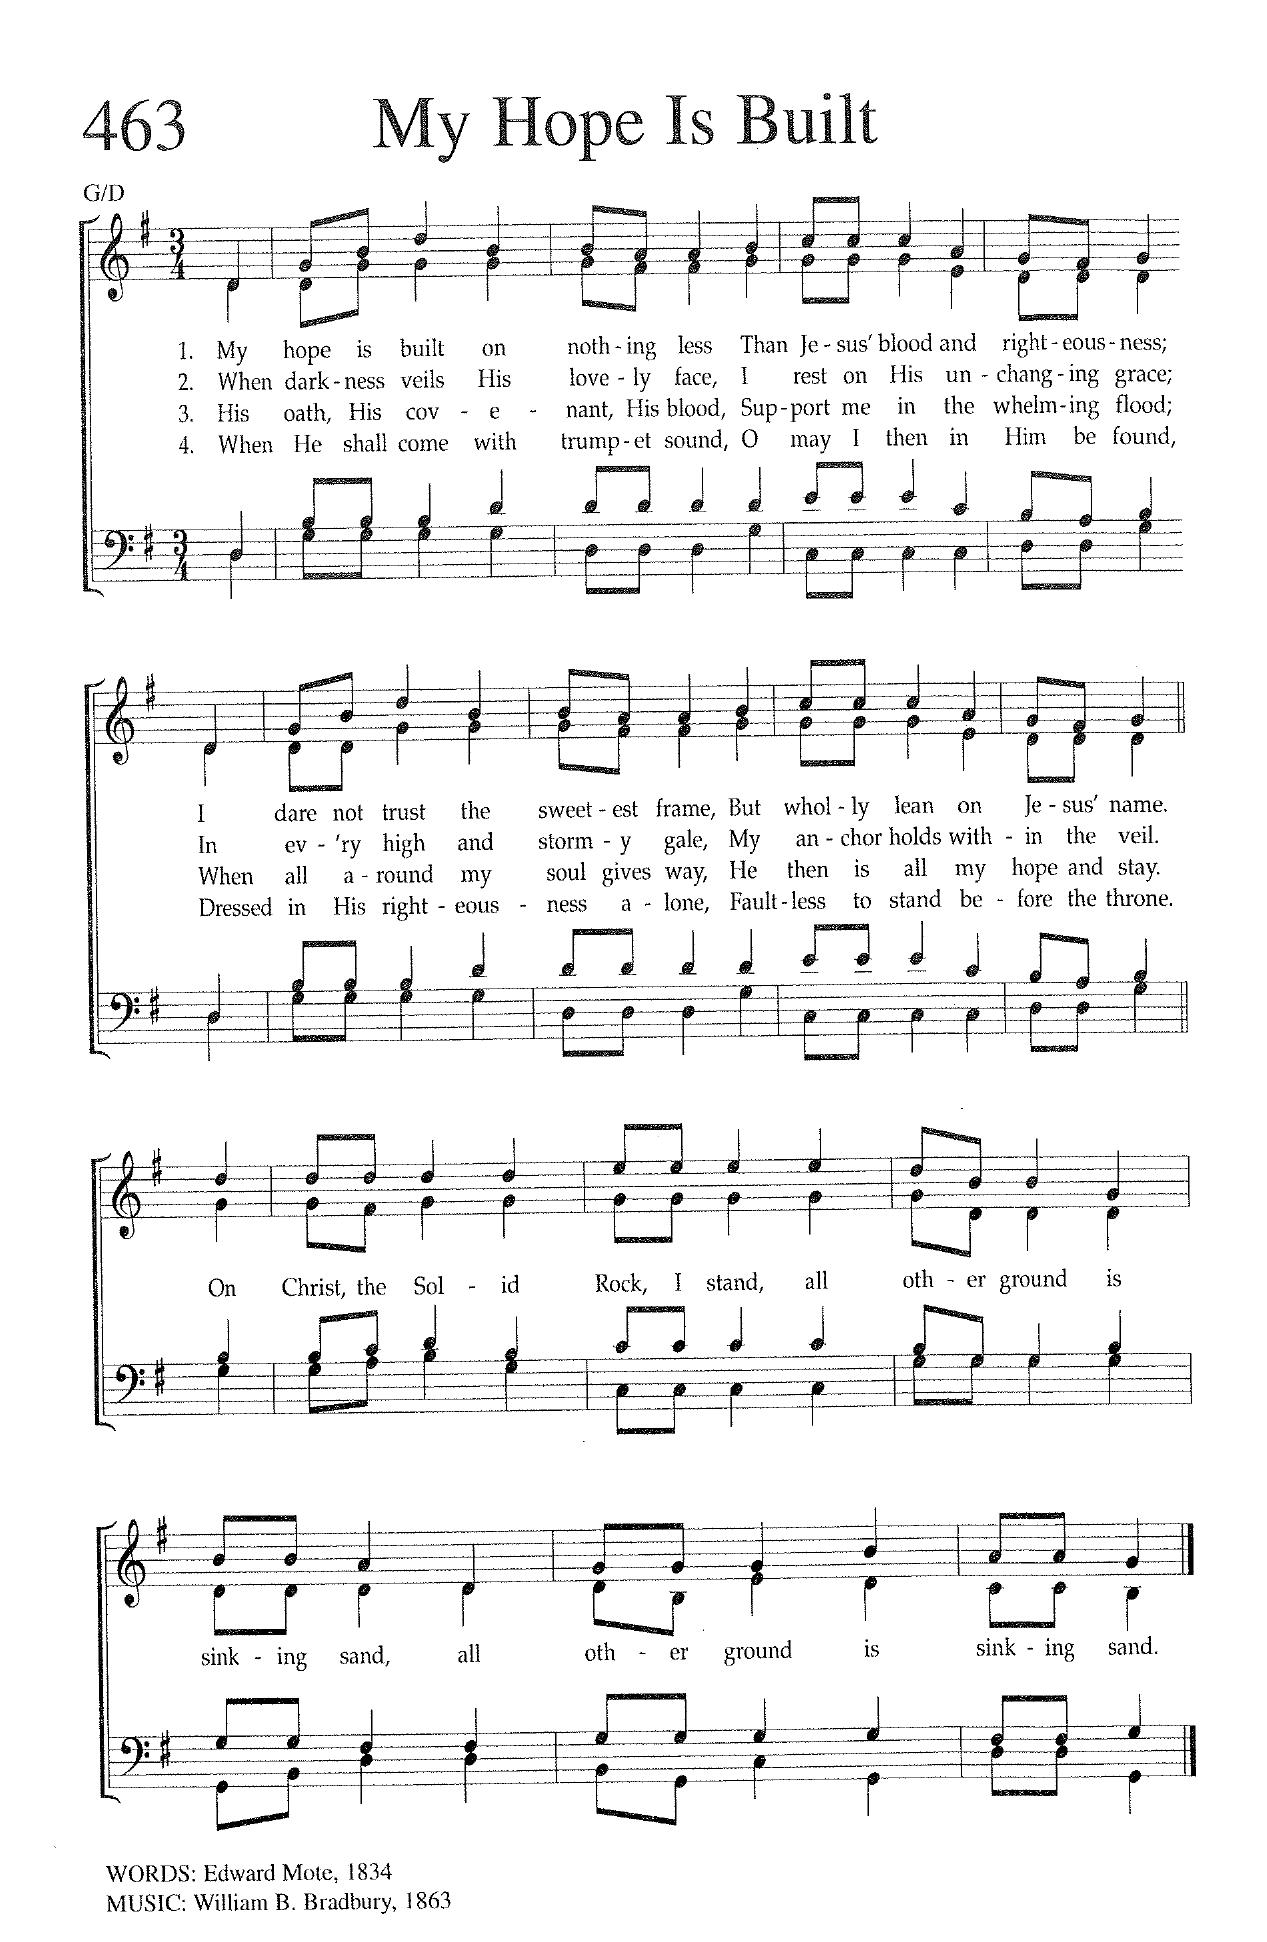 463 My Hope Is Built
G/D
1. My hope is built on noth - ing less Than Je - sus' blood and right - eous - ness;
2. When dark - ness veils His love - ly face, I rest on His un - chang - ing grace;
3. His oath, His cov - e - nant, His blood, Sup - port me in the whelm - ing flood;
4. When He shall come with trump - et sound, O may I then in Him be found,
I dare not trust the sweet - est frame, But whol - ly lean on Je - sus' name.
In ev - 'ry high and storm - y gale, My an - chor holds with - in the veil.
When all a - round my soul gives way, He then is all my hope and stay.
Dressed in His right - eous - ness a - lone, Fault - less to stand be - fore the throne.
On Christ, the Sol - id Rock, I stand, all oth - er ground is
sink - ing sand, all oth - er ground is sink - ing sand.
WORDS: Edward Mote, 1834
MUSIC: William B. Bradbury, 1863